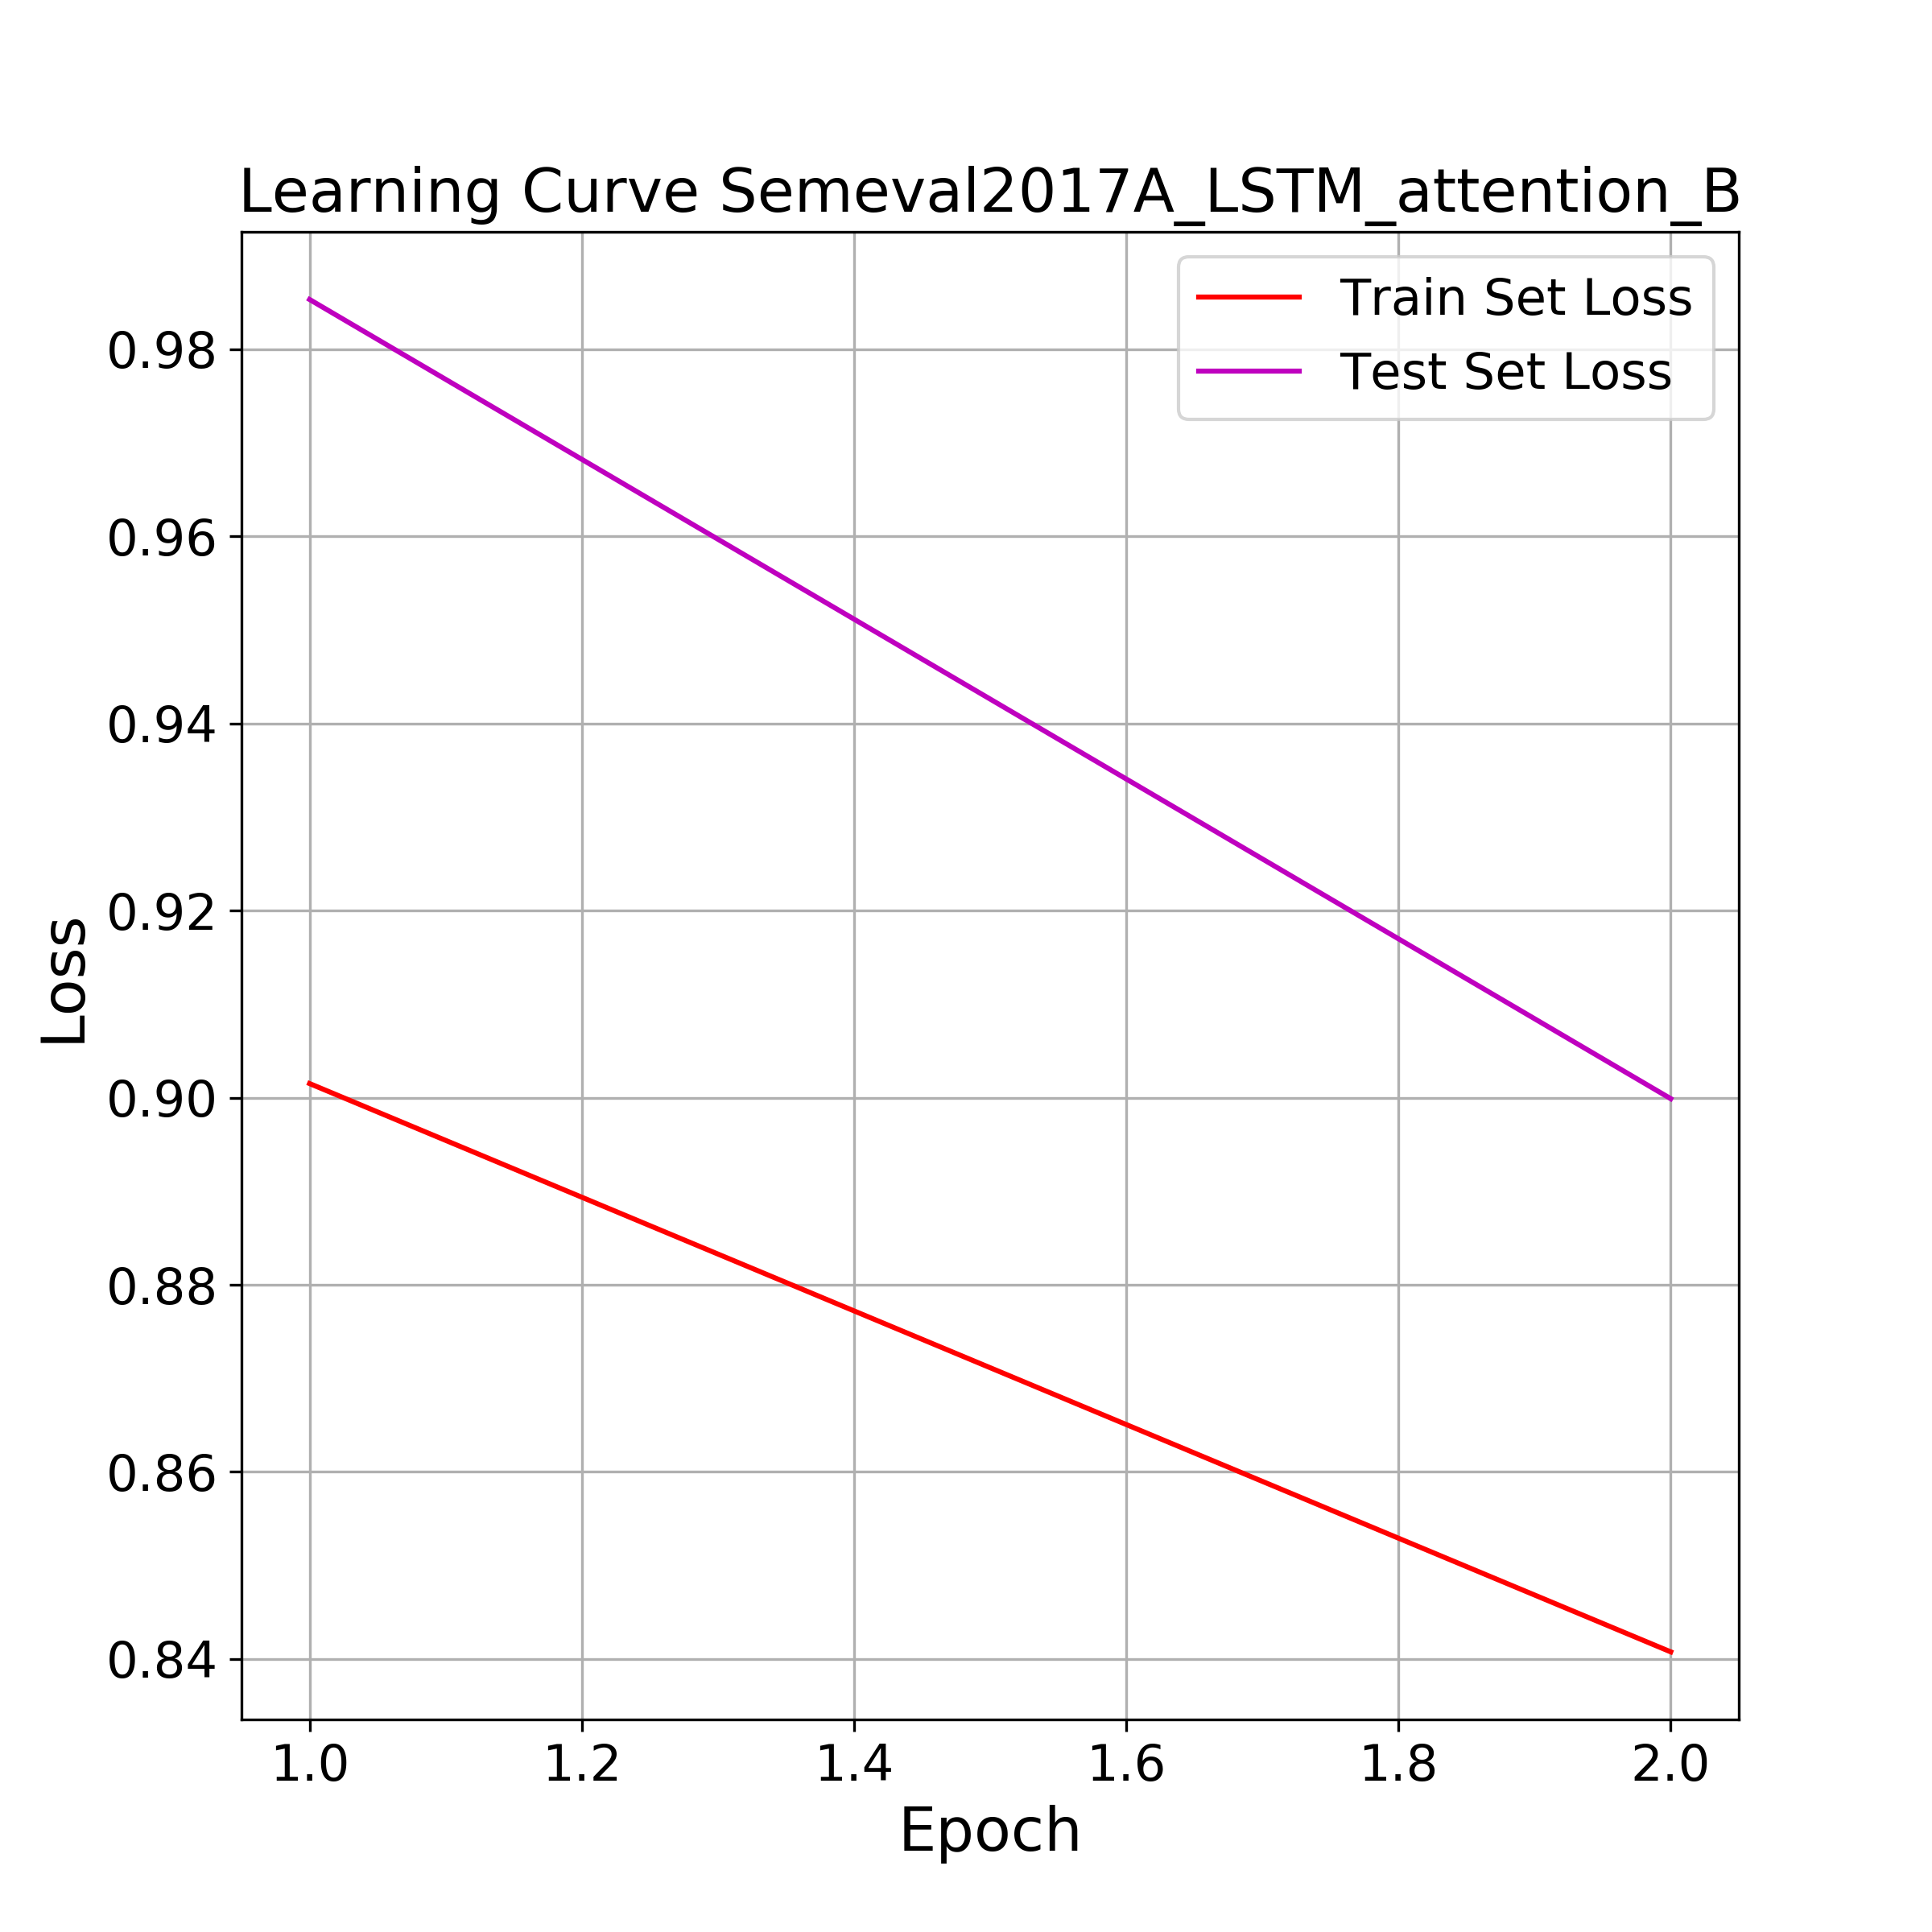 Learning Curve Semeval2017A_LSTM_attention_B
Train Set Loss
Test Set Loss
0.98
0.96
0.94
0.92
0.90
0.88
0.86
0.84
Loss
1.0 1.2 1.4 1.6 1.8 2.0
Epoch